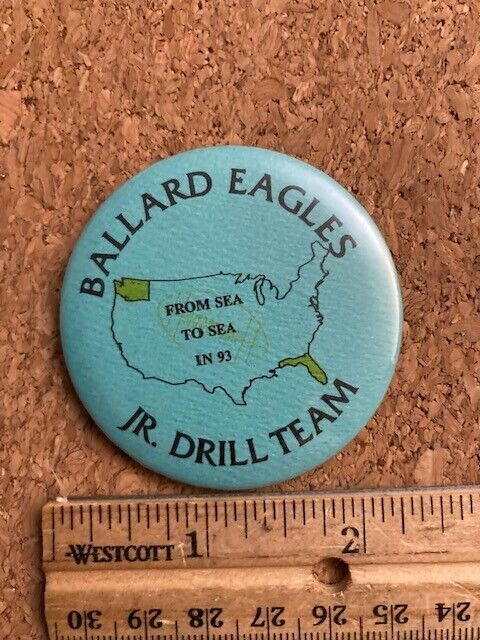 BALLARD EAGLES
FROM SEA
TO SEA
IN 93
JR. DRILL TEAM
WESTCOTT 1 2
30 29 28 27 26 25 24